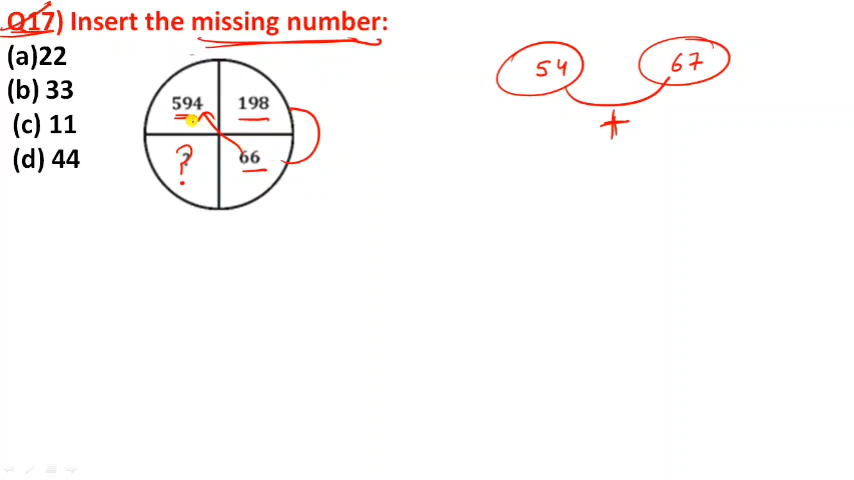 Q17) Insert the missing number:
(a)22
(b) 33
(c) 11
(d) 44
594 198
? 66
54 67
+